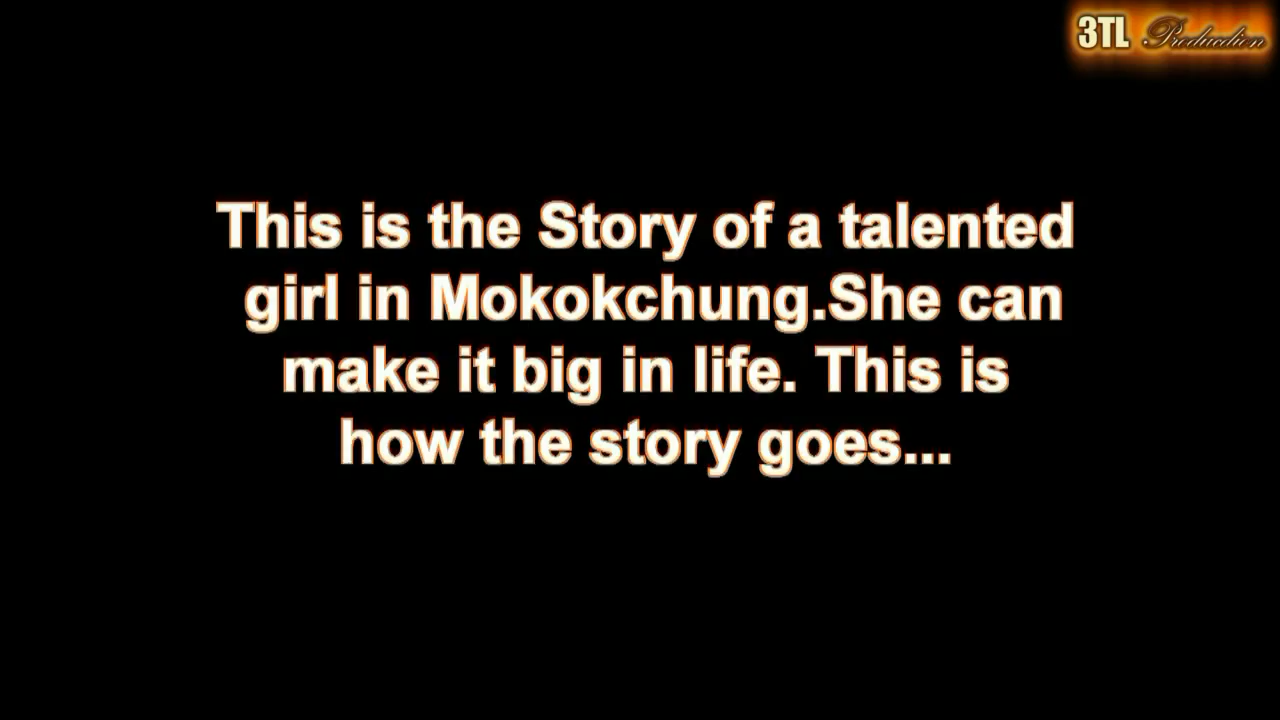 3TL Production
This is the Story of a talented
girl in Mokokchung.She can
make it big in life. This is
how the story goes...